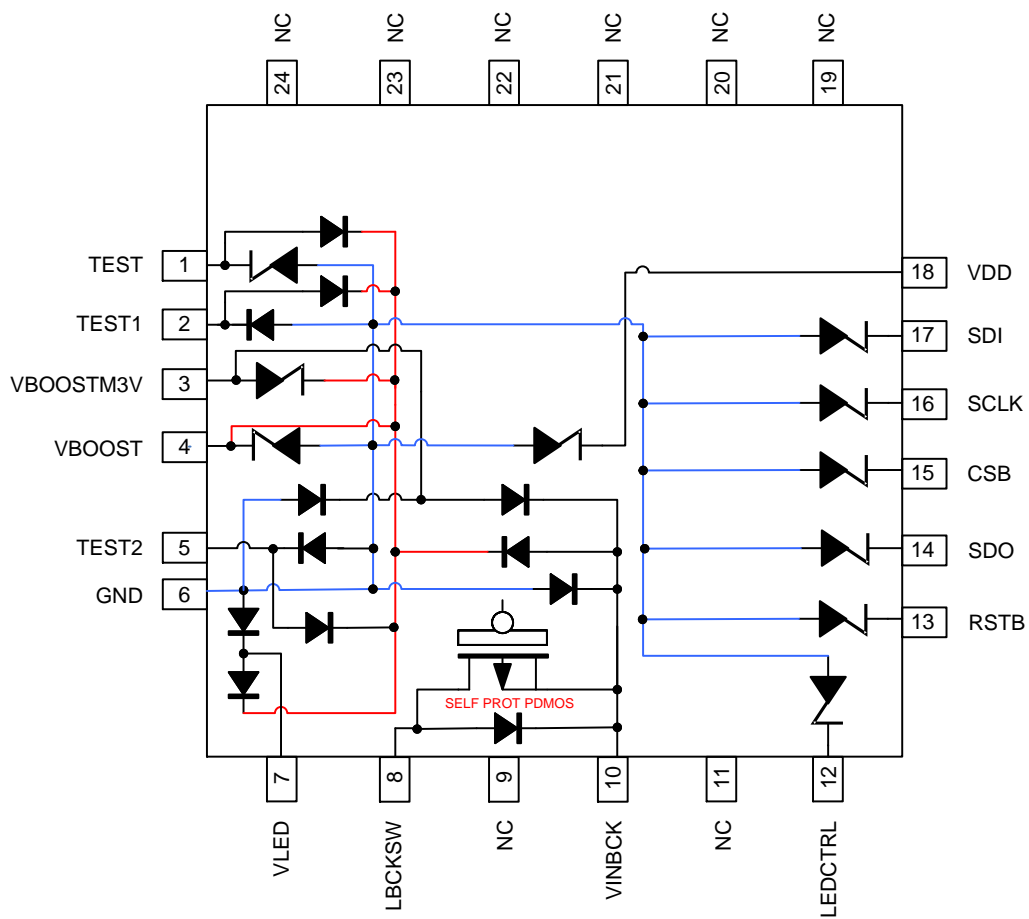 NC NC NC NC NC NC
24 23 22 21 20 19
TEST 1
18 VDD
TEST1 2
17 SDI
VBOOSTM3V 3
16 SCLK
VBOOST 4
15 CSB
TEST2 5
14 SDO
GND 6
13 RSTB
SELF PROT PDMOS
7 8 9 10 11 12
VLED LBCKSW NC VINBCK NC LEDCTRL